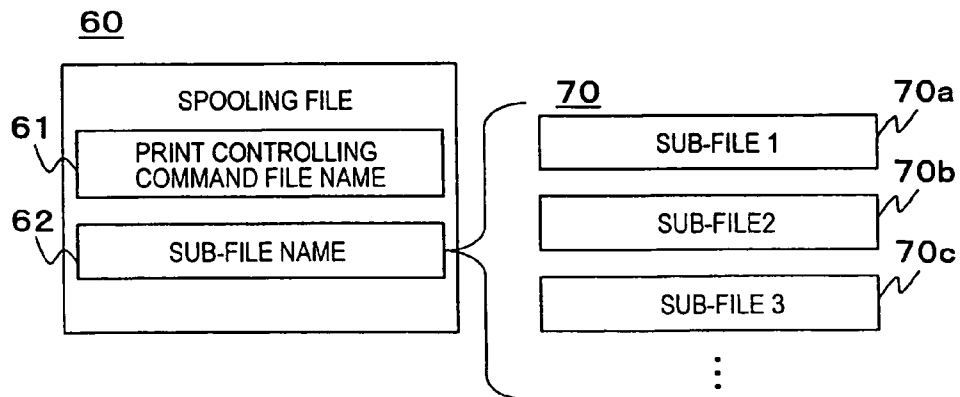 60
SPOOLING FILE
61
PRINT CONTROLLING
COMMAND FILE NAME
62
SUB-FILE NAME
70
70a
SUB-FILE 1
70b
SUB-FILE2
70c
SUB-FILE 3